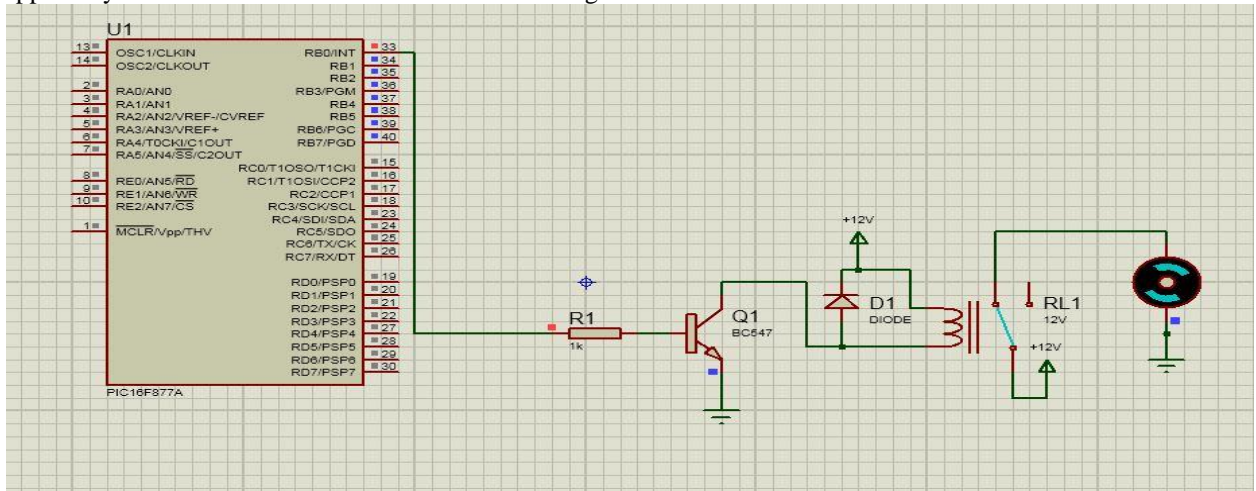 U1
13 OSC1/CLKIN RB0/INT 33
14 OSC2/CLKOUT RB1 34
RB2 35
2 RA0/AN0 RB3/PGM 36
3 RA1/AN1 RB4 37
4 RA2/AN2/VREF-/CVREF RB5 38
5 RA3/AN3/VREF+ RB6/PGC 39
6 RA4/T0CKI/C1OUT RB7/PGD 40
7 RA5/AN4/SS/C2OUT
RC0/T1OSO/T1CKI 15
8 RE0/AN5/RD RC1/T1OSI/CCP2 16
9 RE1/AN6/WR RC2/CCP1 17
10 RE2/AN7/CS RC3/SCK/SCL 18
RC4/SDI/SDA 23
1 MCLR/Vpp/THV RC5/SDO 24
RC6/TX/CK 25
RC7/RX/DT 26
RD0/PSP0 19
RD1/PSP1 20
RD2/PSP2 21
RD3/PSP3 22
RD4/PSP4 27
RD5/PSP5 28
RD6/PSP6 29
RD7/PSP7 30
PIC16F877A
R1
1k
Q1
BC547
+12V
D1
DIODE
RL1
12V
+12V